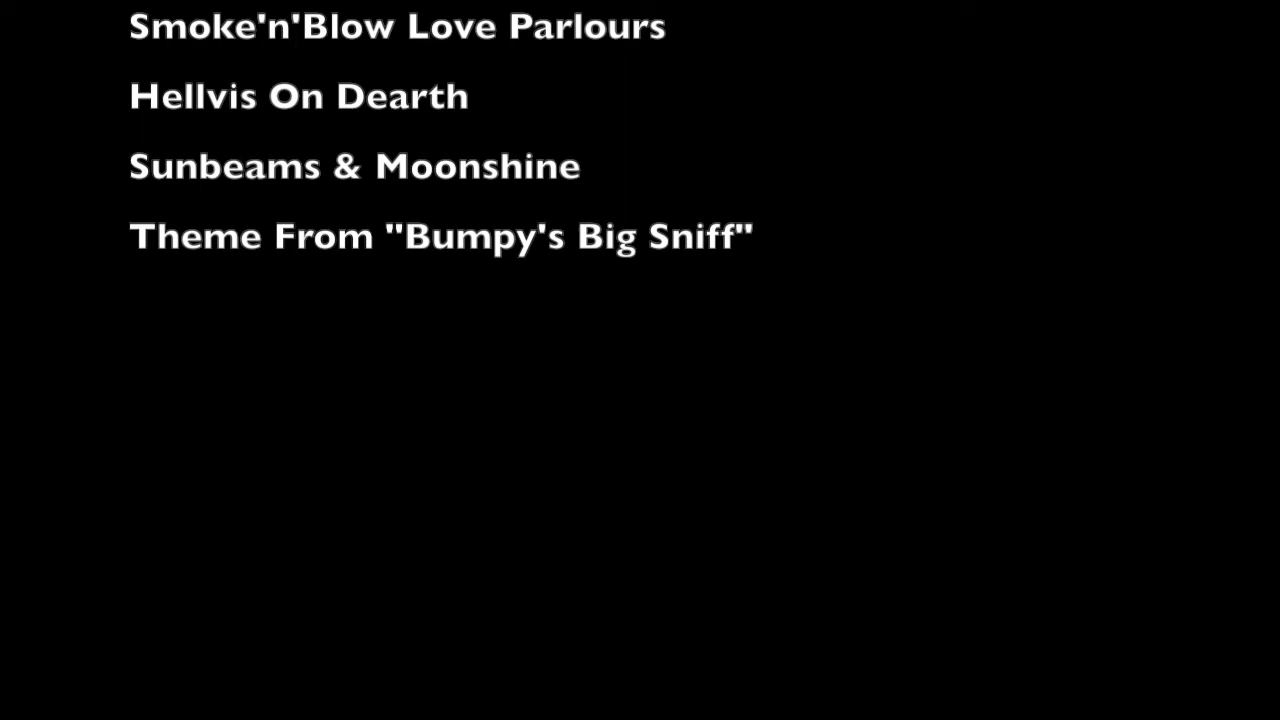 Smoke'n'Blow Love Parlours
Hellvis On Dearth
Sunbeams & Moonshine
Theme From "Bumpy's Big Sniff"